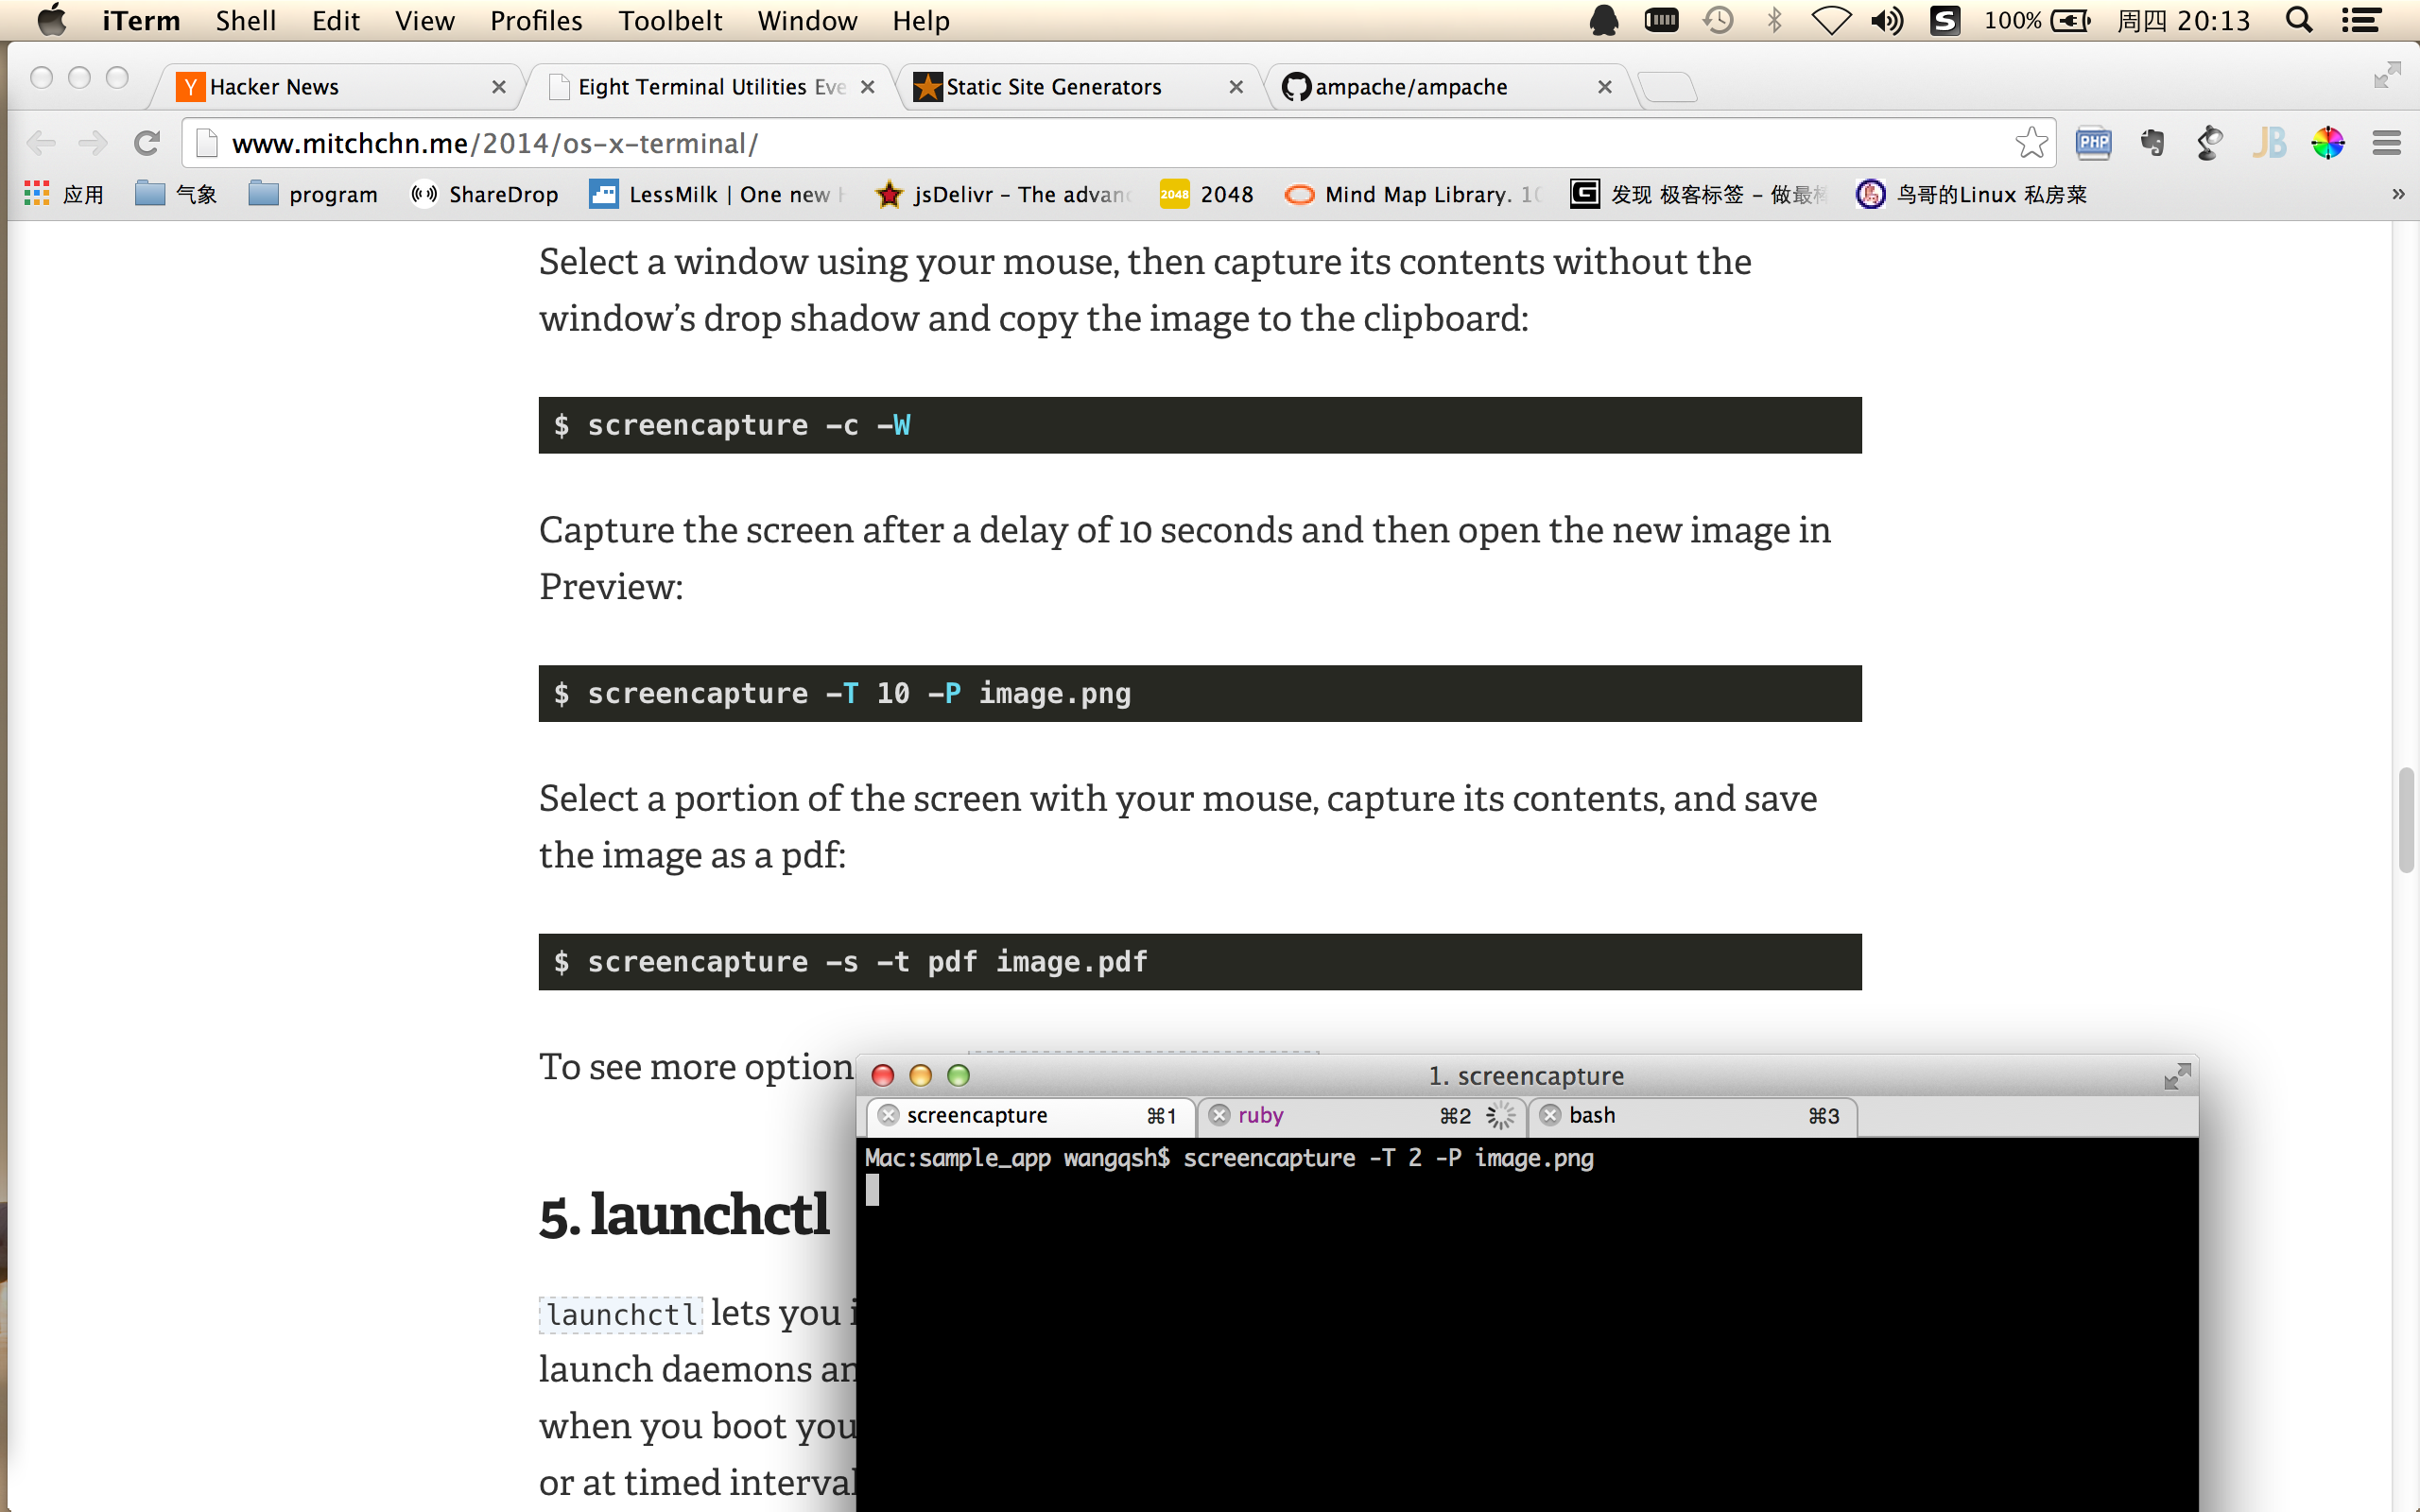 iTerm Shell Edit View Profiles Toolbelt Window Help 100% 周四 20:13
Hacker News Eight Terminal Utilities Eve Static Site Generators ampache/ampache
www.mitchchn.me/2014/os-x-terminal/ PHP JB
应用 气象 program ShareDrop LessMilk | One new jsDelivr – The advan 2048 2048 Mind Map Library. 10 发现 极客标签 – 做最棒 鸟哥的Linux 私房菜 »
Select a window using your mouse, then capture its contents without the
window’s drop shadow and copy the image to the clipboard:
$ screencapture -c -W
Capture the screen after a delay of 10 seconds and then open the new image in
Preview:
$ screencapture -T 10 -P image.png
Select a portion of the screen with your mouse, capture its contents, and save
the image as a pdf:
$ screencapture -s -t pdf image.pdf
To see more option
1. screencapture
screencapture ⌘1 ruby ⌘2 bash ⌘3
Mac:sample_app wangqsh$ screencapture -T 2 -P image.png
5. launchctl
launchctl lets you i
launch daemons an
when you boot you
or at timed interval